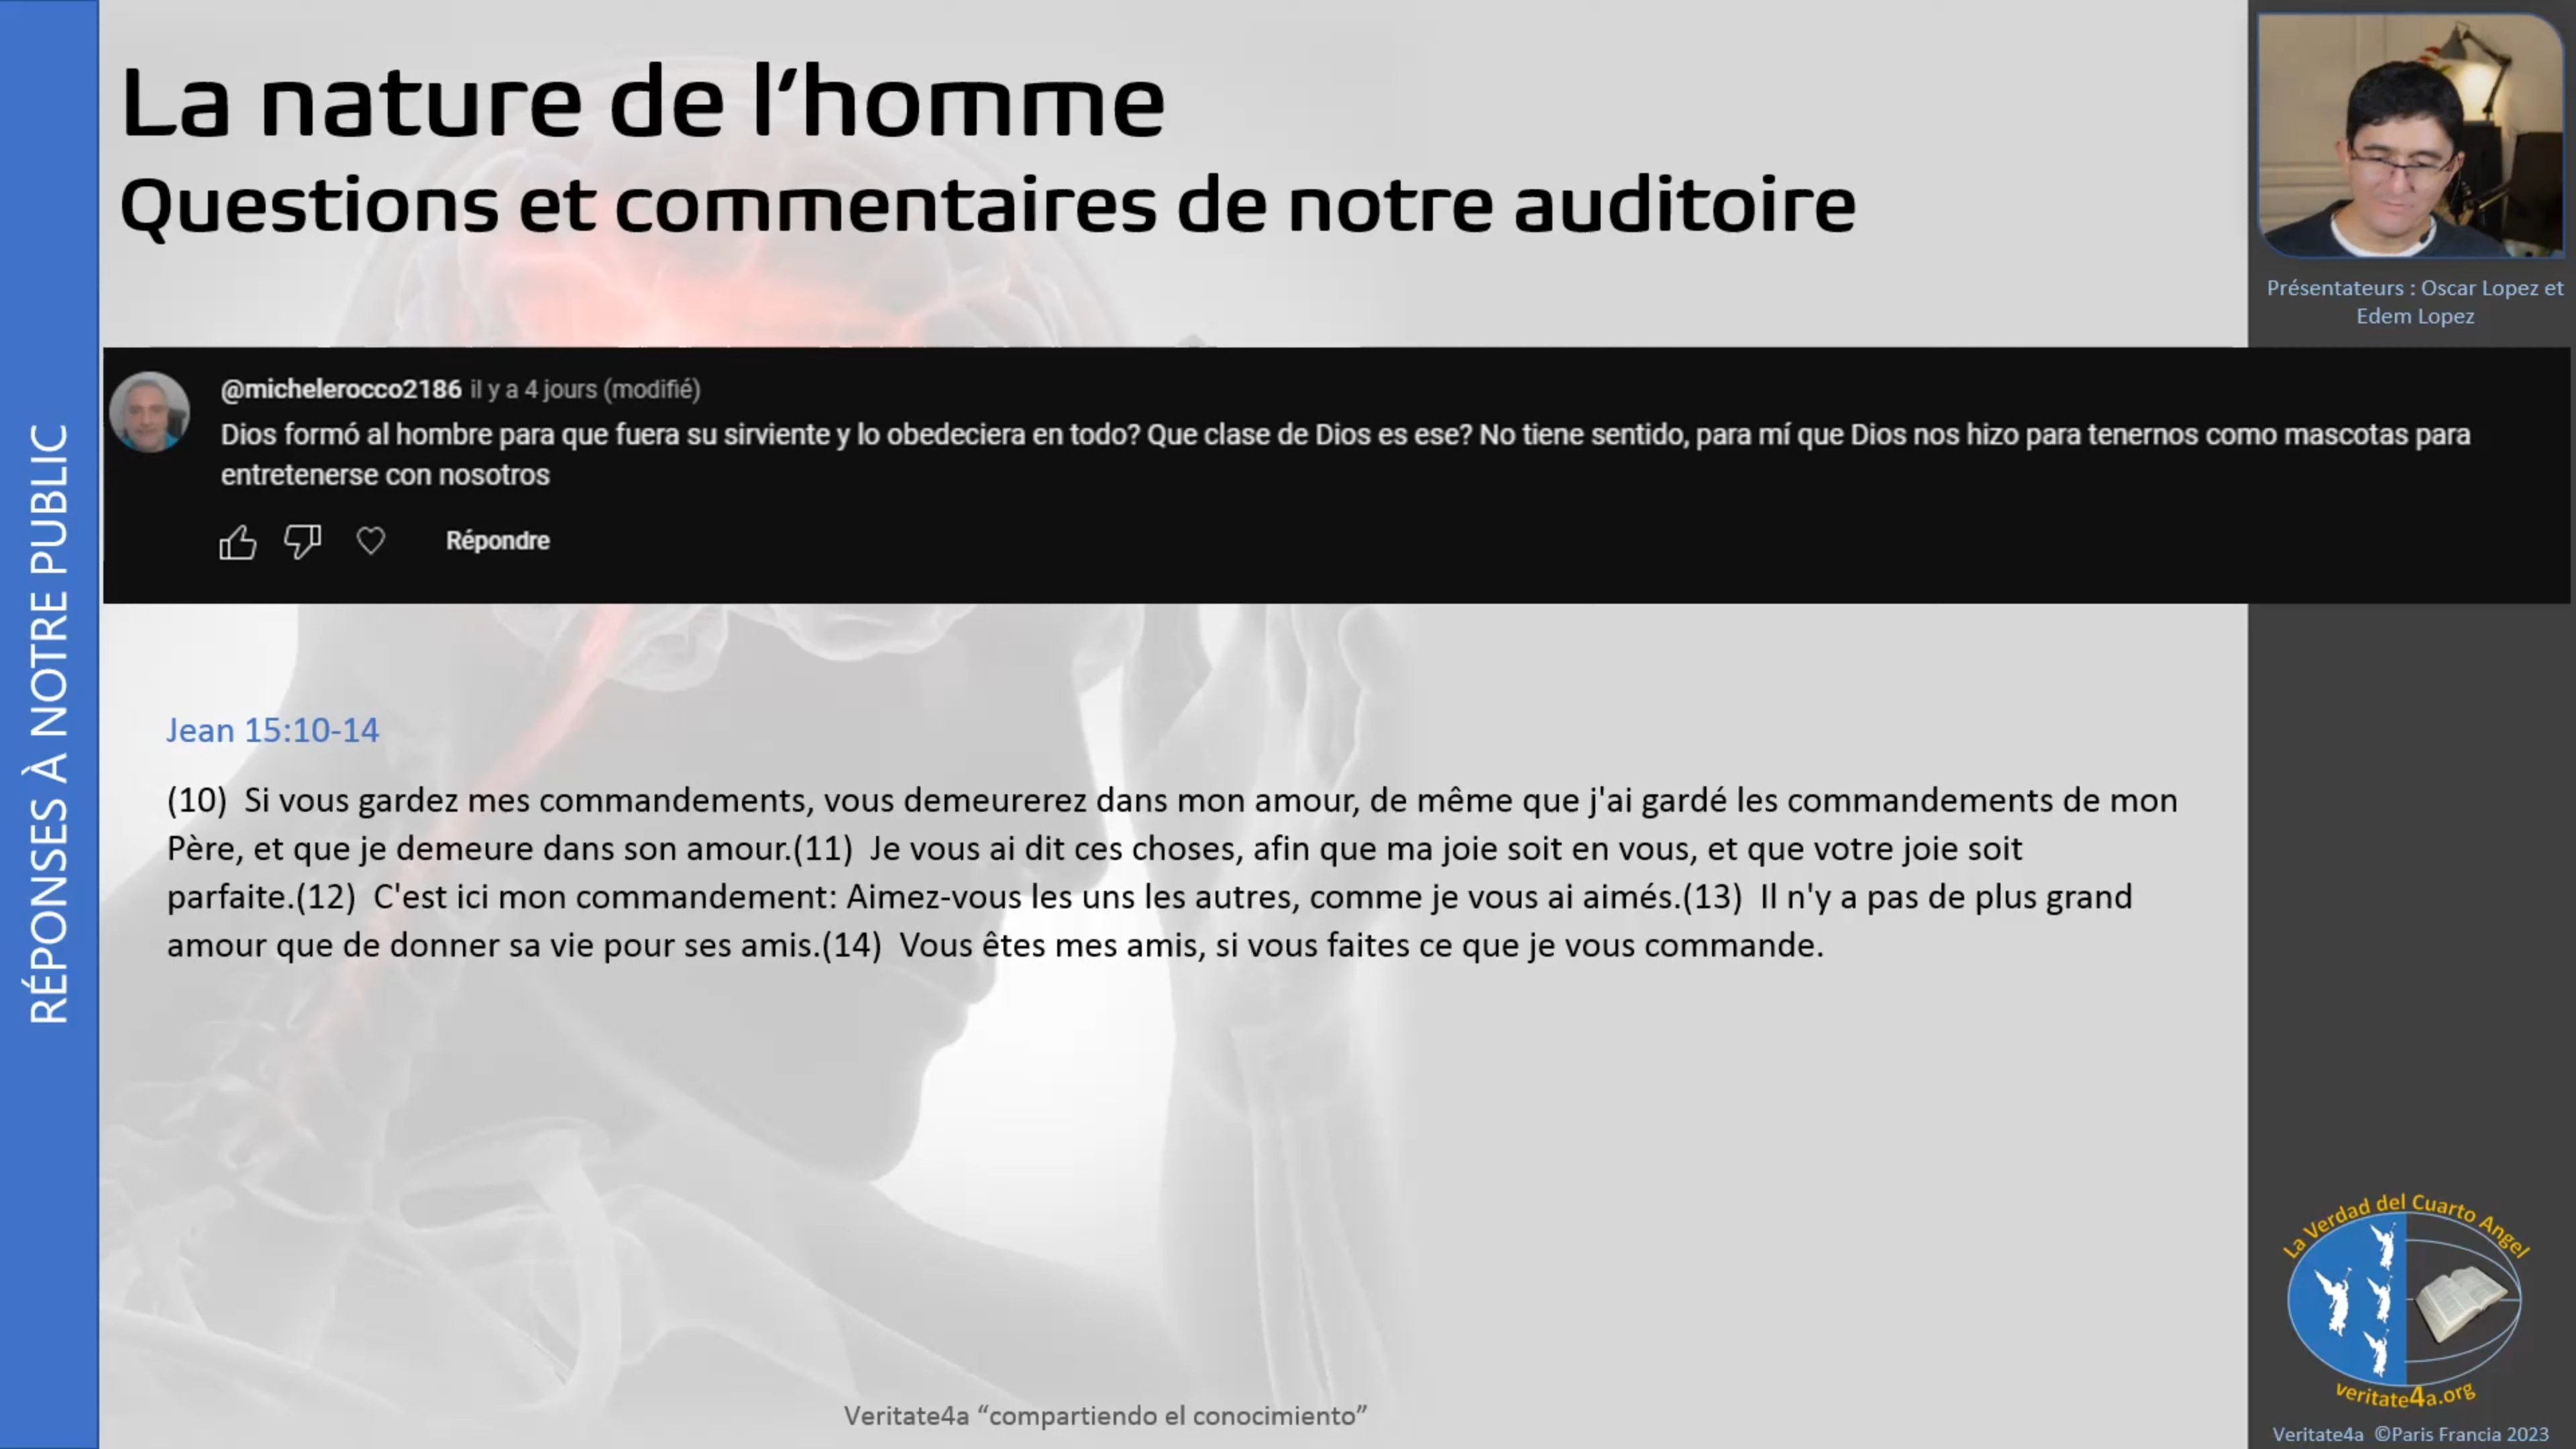 RÉPONSES À NOTRE PUBLIC
La nature de l'homme
Questions et commentaires de notre auditoire
Présentateurs : Oscar Lopez et
Edem Lopez
@michelerocco2186 il y a 4 jours (modifié)
Dios formó al hombre para que fuera su sirviente y lo obedeciera en todo? Que clase de Dios es ese? No tiene sentido, para mí que Dios nos hizo para tenernos como mascotas para
entretenerse con nosotros
Répondre
Jean 15:10-14
(10)  Si vous gardez mes commandements, vous demeurerez dans mon amour, de même que j'ai gardé les commandements de mon
Père, et que je demeure dans son amour.(11)  Je vous ai dit ces choses, afin que ma joie soit en vous, et que votre joie soit
parfaite.(12)  C'est ici mon commandement: Aimez-vous les uns les autres, comme je vous ai aimés.(13)  Il n'y a pas de plus grand
amour que de donner sa vie pour ses amis.(14)  Vous êtes mes amis, si vous faites ce que je vous commande.
La Verdad del Cuarto Angel
veritate4a.org
Veritate4a “compartiendo el conocimiento”
Veritate4a ©Paris Francia 2023